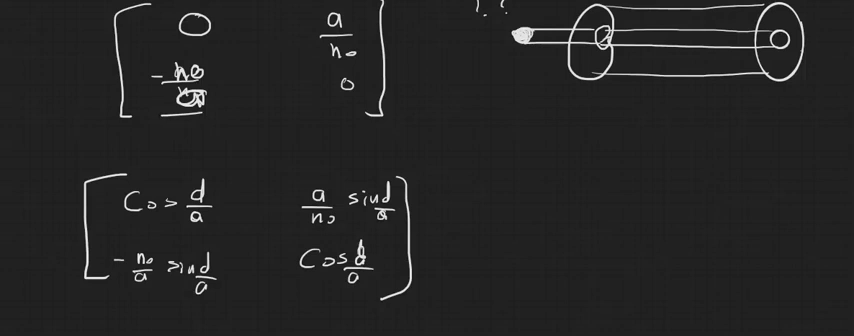 ? ?
0 a/n₀
- n₀/a 0
Cos d/a a/n₀ sin d/a
- n₀/a sin d/a Cos d/a